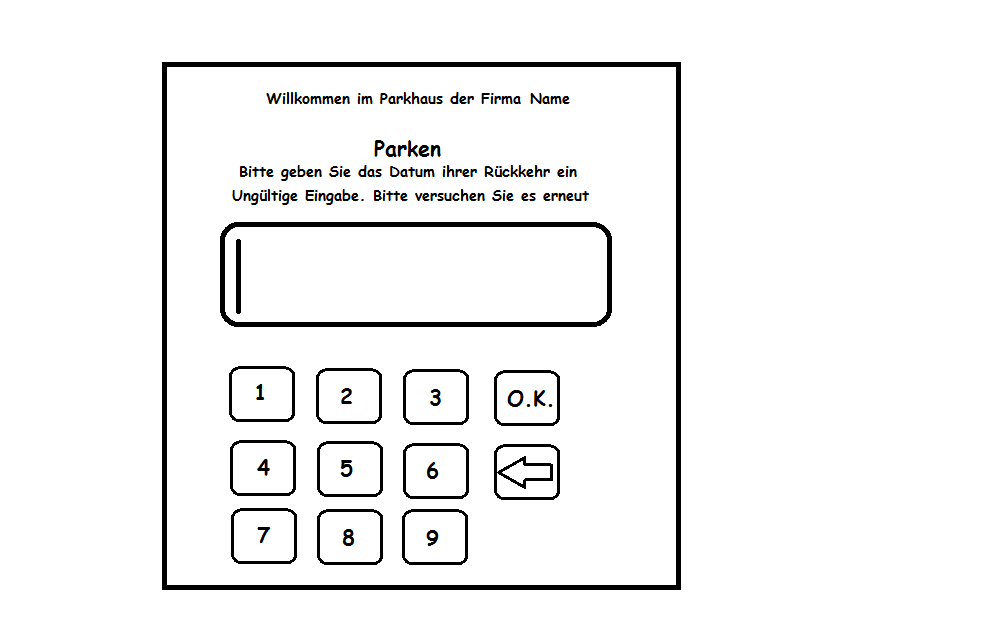 Willkommen im Parkhaus der Firma Name
Parken
Bitte geben Sie das Datum ihrer Rückkehr ein
Ungültige Eingabe. Bitte versuchen Sie es erneut
1 2 3 O.K.
4 5 6
7 8 9